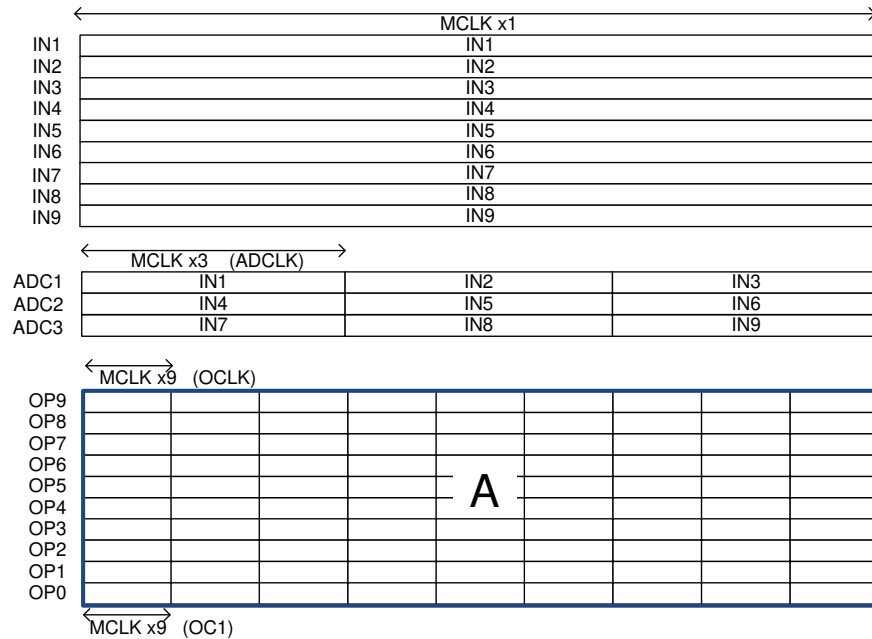 MCLK x1
IN1 IN1
IN2 IN2
IN3 IN3
IN4 IN4
IN5 IN5
IN6 IN6
IN7 IN7
IN8 IN8
IN9 IN9
MCLK x3 (ADCLK)
ADC1 IN1 IN2 IN3
ADC2 IN4 IN5 IN6
ADC3 IN7 IN8 IN9
MCLK x9 (OCLK)
OP9
OP8
OP7
OP6
OP5
A
OP4
OP3
OP2
OP1
OP0
MCLK x9 (OC1)